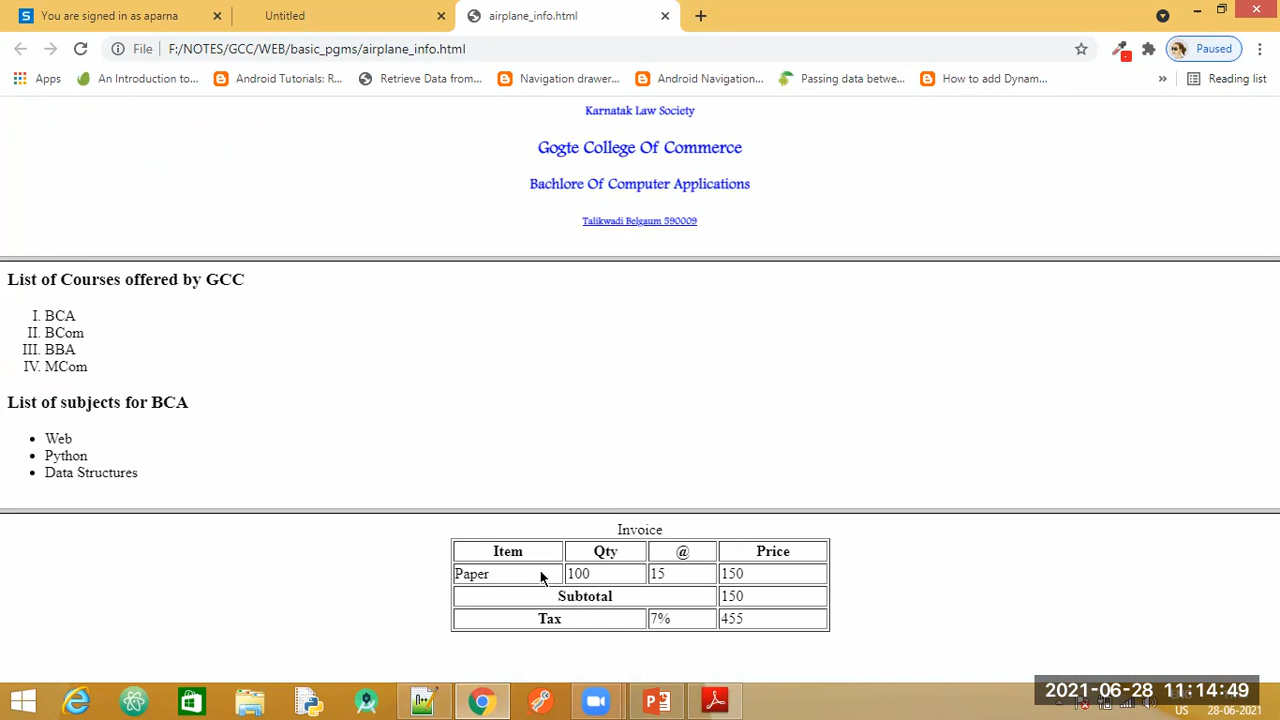 You are signed in as aparna
Untitled
airplane_info.html
File
F:/NOTES/GCC/WEB/basic_pgms/airplane_info.html
Paused
Apps
An Introduction to...
Android Tutorials: R...
Retrieve Data from...
Navigation drawer...
Android Navigation...
Passing data betwe...
How to add Dynam...
»
Reading list
Karnatak Law Society
Gogte College Of Commerce
Bachlore Of Computer Applications
Talikwadi Belgaum 590009
List of Courses offered by GCC
I. BCA
II. BCom
III. BBA
IV. MCom
List of subjects for BCA
• Web
• Python
• Data Structures
Invoice
Item Qty @ Price
Paper 100 15 150
Subtotal 150
Tax 7% 455
2021-06-28 11:14:49
US 28-06-2021